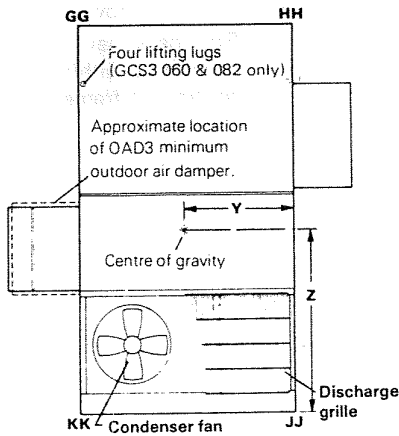 GG HH
Four lifting lugs
(GCS3 060 & 082 only)
Approximate location
of OAD3 minimum
outdoor air damper.
Y
Centre of gravity
Z
Discharge
grille
KK Condenser fan JJ